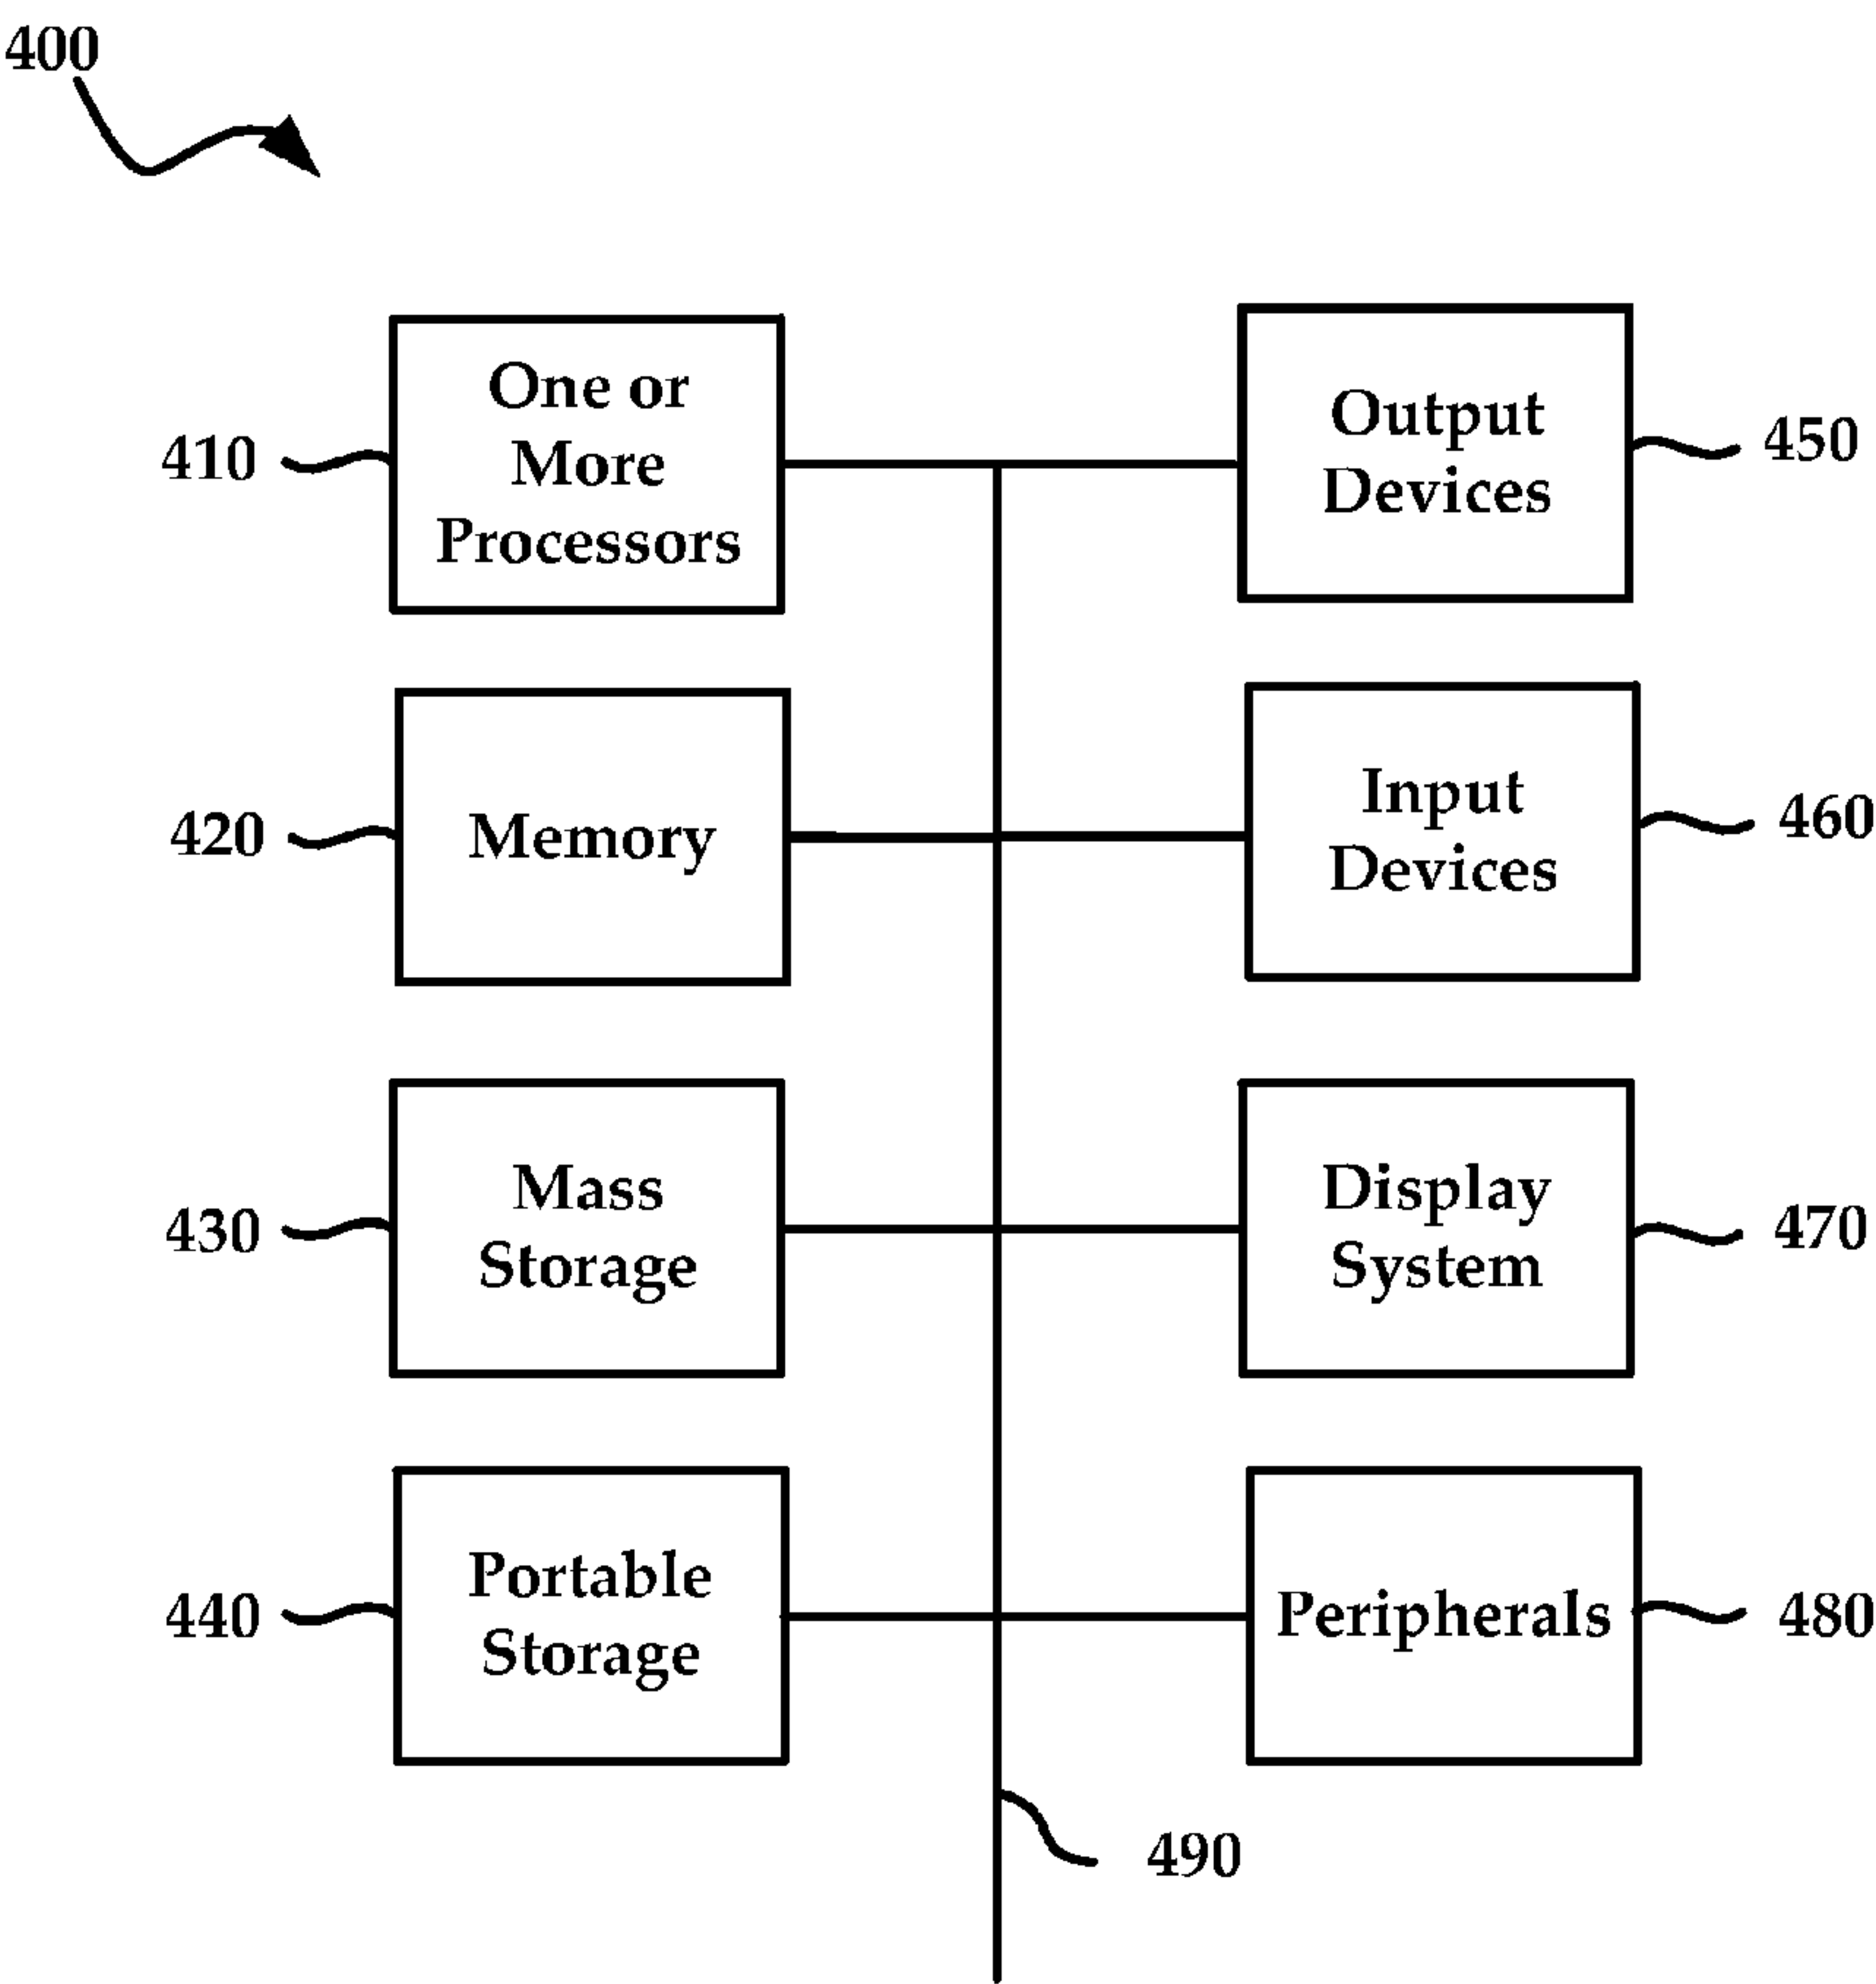 400
One or
More
Processors
410
Output
Devices
450
Memory
420
Input
Devices
460
Mass
Storage
430
Display
System
470
Portable
Storage
440
Peripherals
480
490